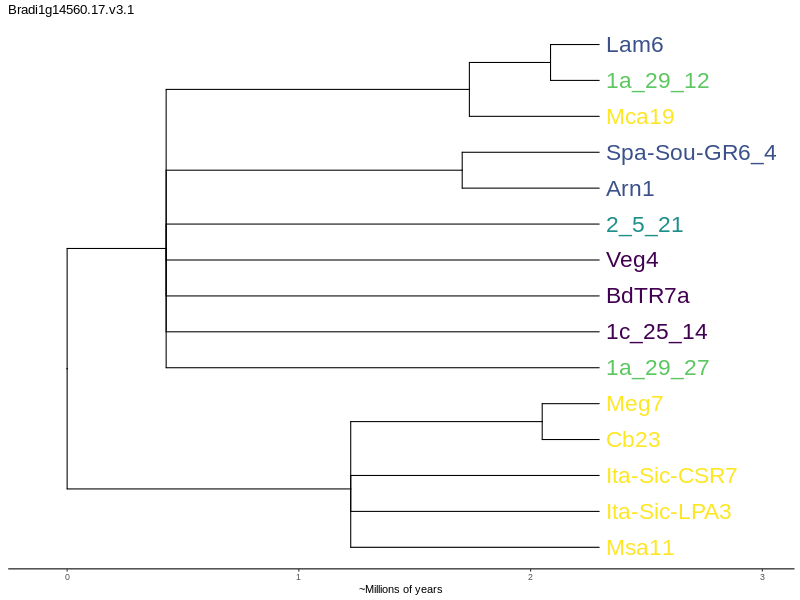 Bradi1g14560.17.v3.1
Lam6
1a_29_12
Mca19
Spa-Sou-GR6_4
Arn1
2_5_21
Veg4
BdTR7a
1c_25_14
1a_29_27
Meg7
Cb23
Ita-Sic-CSR7
Ita-Sic-LPA3
Msa11
0 1 2 3
~Millions of years